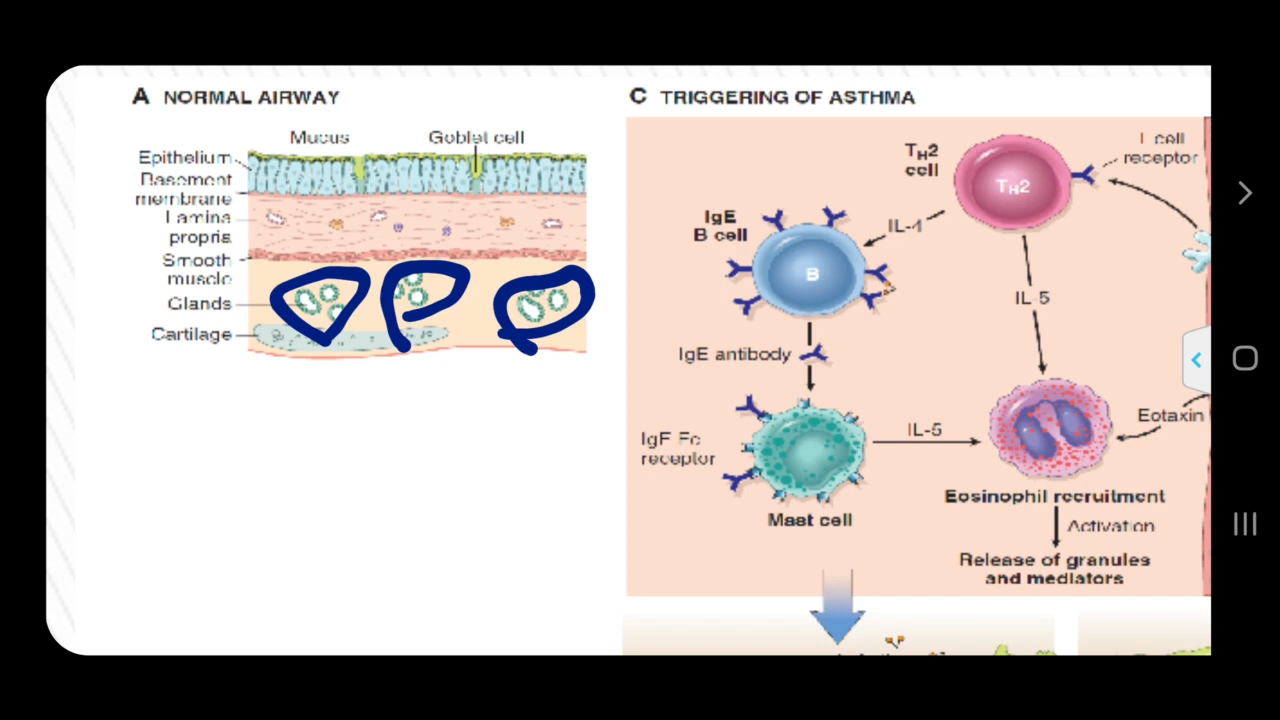 A NORMAL AIRWAY
Mucus
Goblet cell
Epithelium
Basement
membrane
Lamina
propria
Smooth
muscle
Glands
Cartilage
C TRIGGERING OF ASTHMA
TH2
cell
TH2
T cell
receptor
IgE
B cell
IL-4
B
IL-5
IgE antibody
IgE Fc
receptor
IL-5
Eotaxin
Mast cell
Eosinophil recruitment
Activation
Release of granules
and mediators